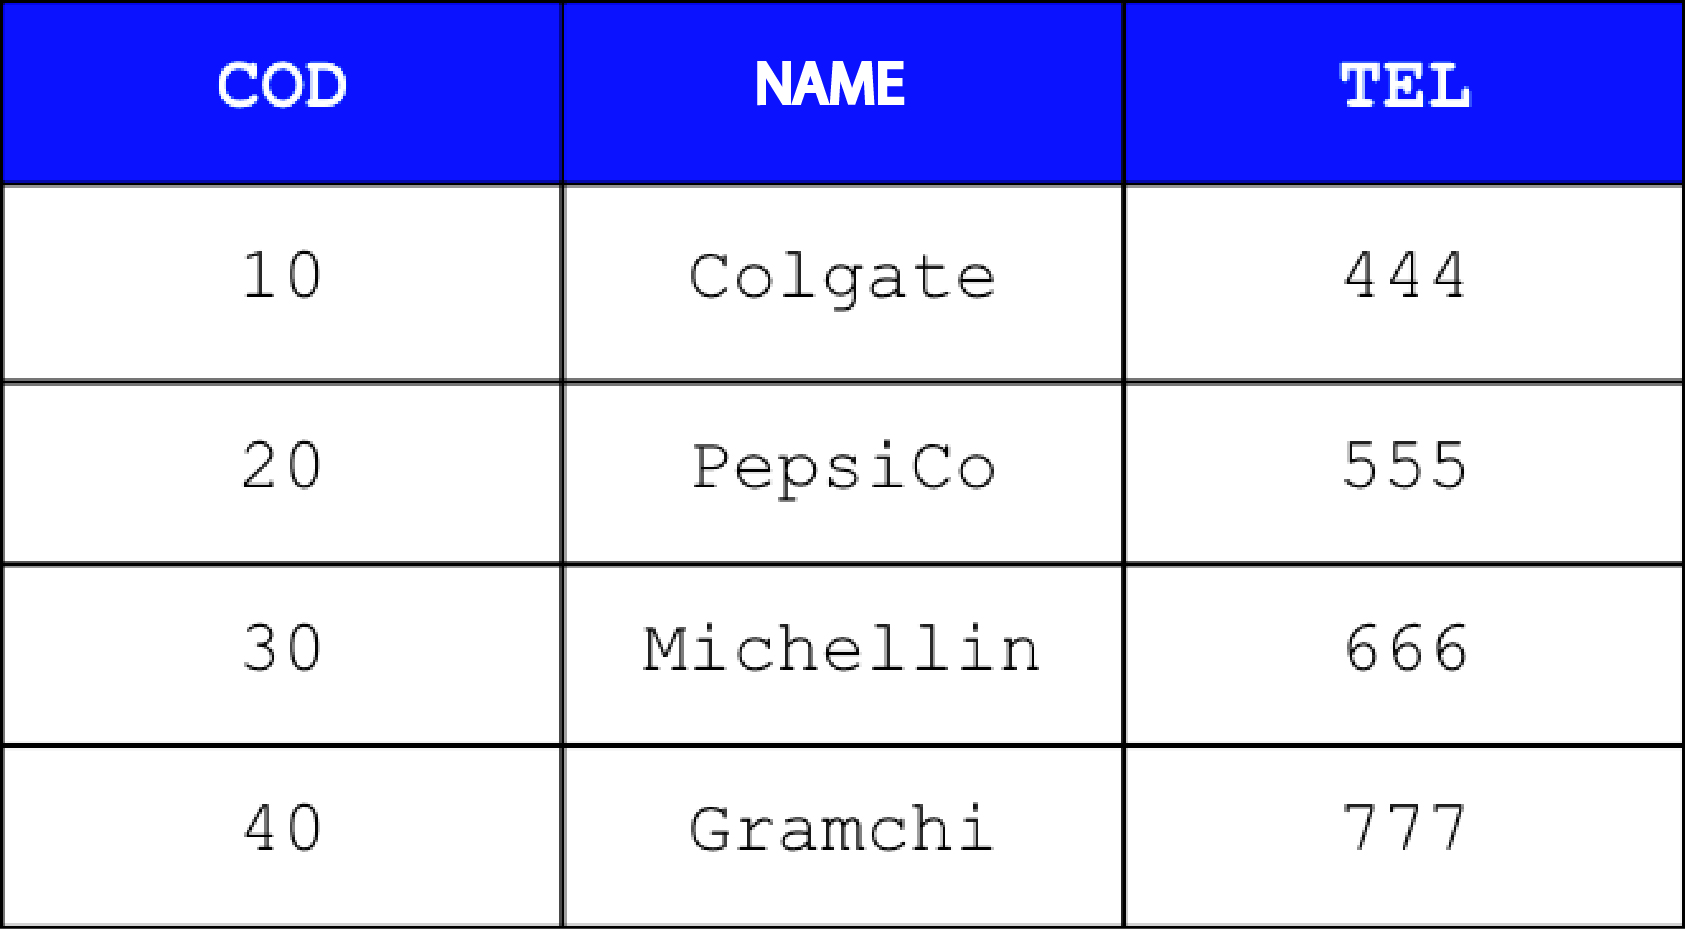 COD NAME TEL
10 Colgate 444
20 PepsiCo 555
30 Michellin 666
40 Gramchi 777